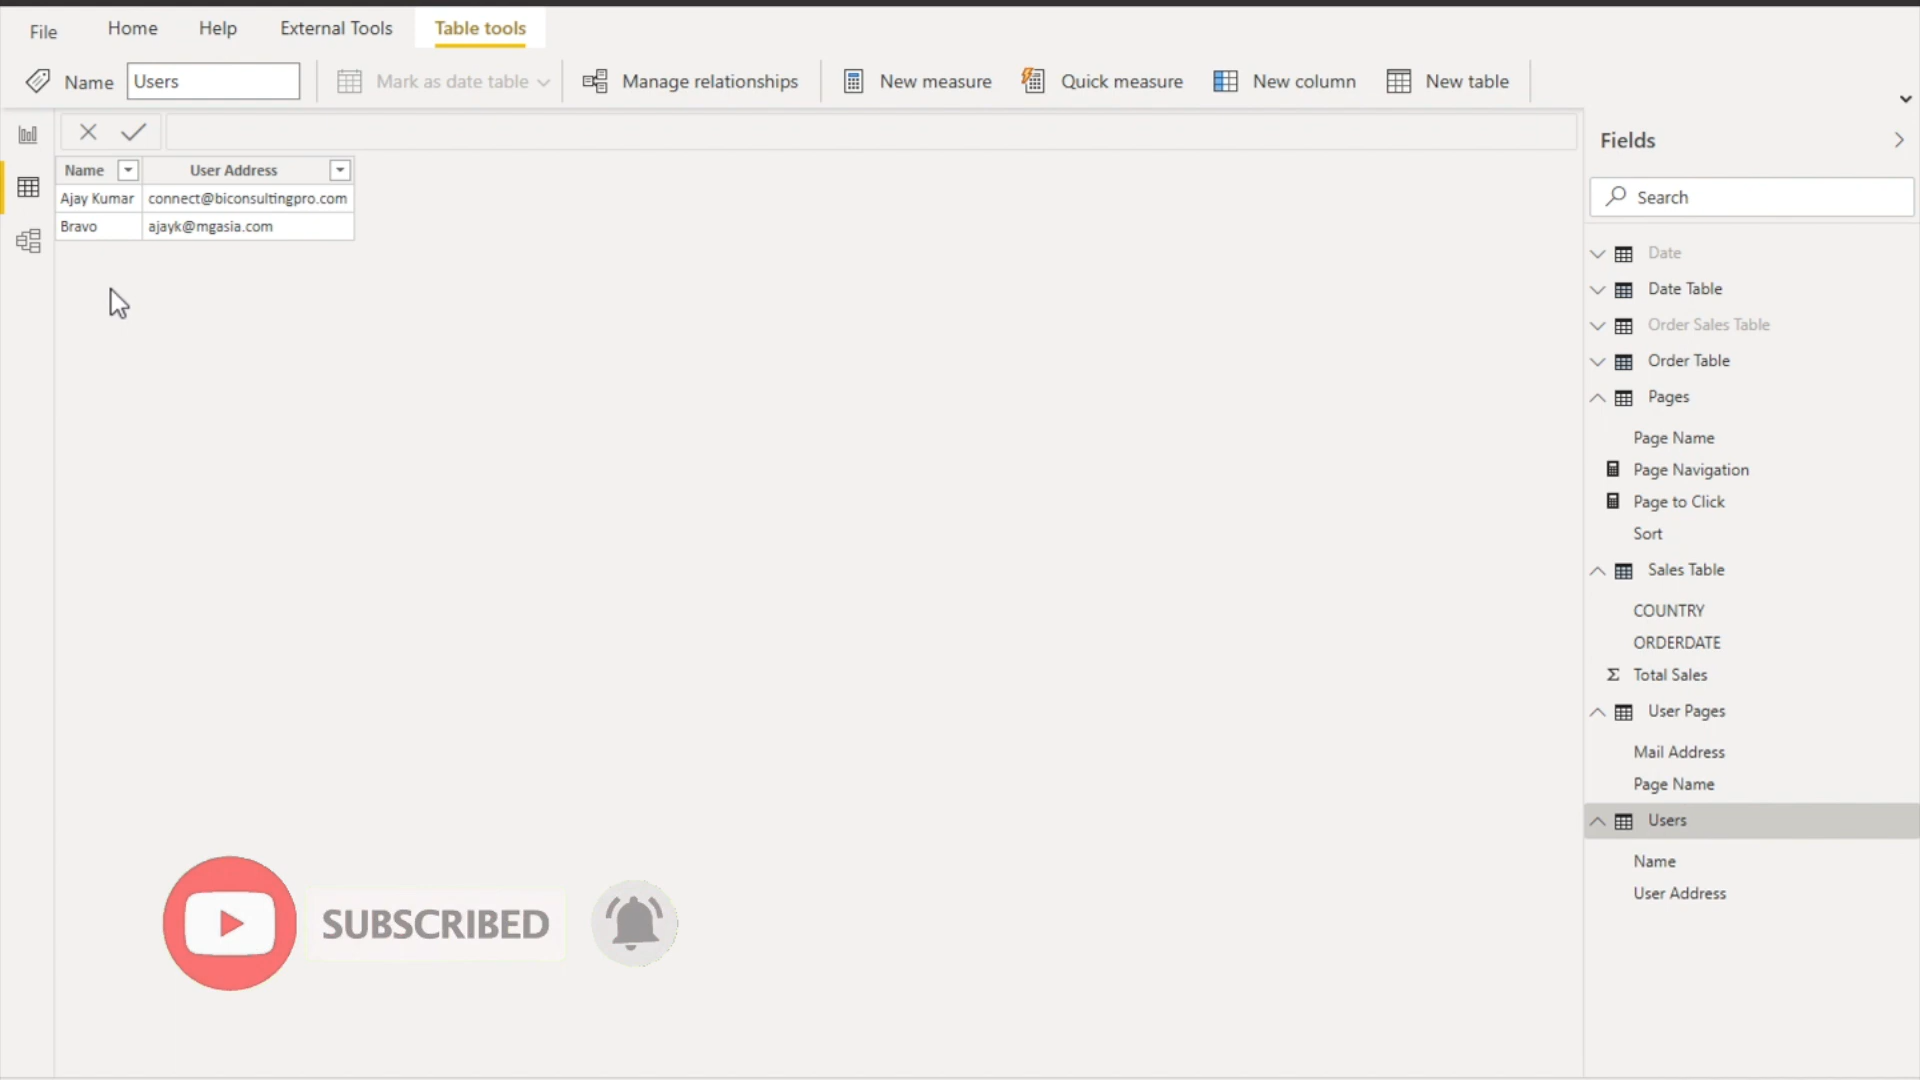 File Home Help External Tools Table tools
Name Users Mark as date table Manage relationships New measure Quick measure New column New table
Fields
Search
Name User Address
Ajay Kumar connect@biconsultingpro.com
Bravo ajayk@mgasia.com
Date
Date Table
Order Sales Table
Order Table
Pages
Page Name
Page Navigation
Page to Click
Sort
Sales Table
COUNTRY
ORDERDATE
Σ Total Sales
User Pages
Mail Address
Page Name
Users
Name
User Address
SUBSCRIBED